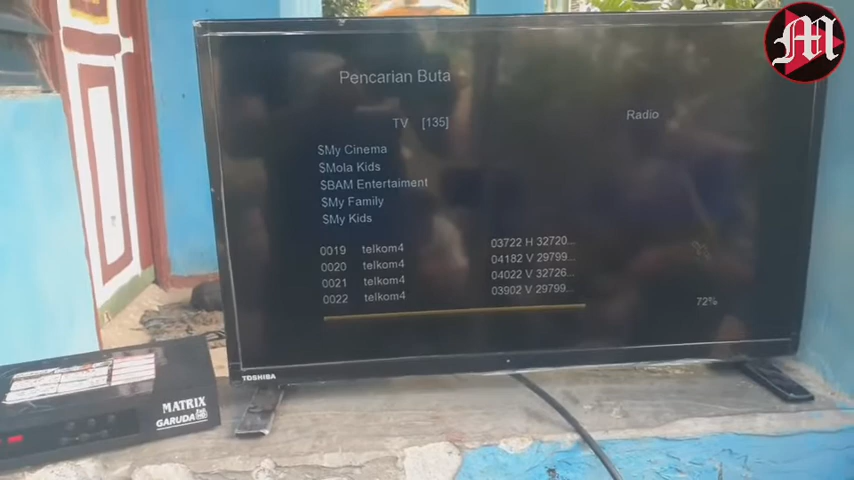 Pencarian Buta
TV [135]
Radio
$My Cinema
$Mola Kids
$BAM Entertaiment
$My Family
$My Kids
0019 telkom4 03722 H 32720...
0020 telkom4 04182 V 29799...
0021 telkom4 04022 V 32726...
0022 telkom4 03902 V 29799...
72%
TOSHIBA
MATRIX
GARUDA
M